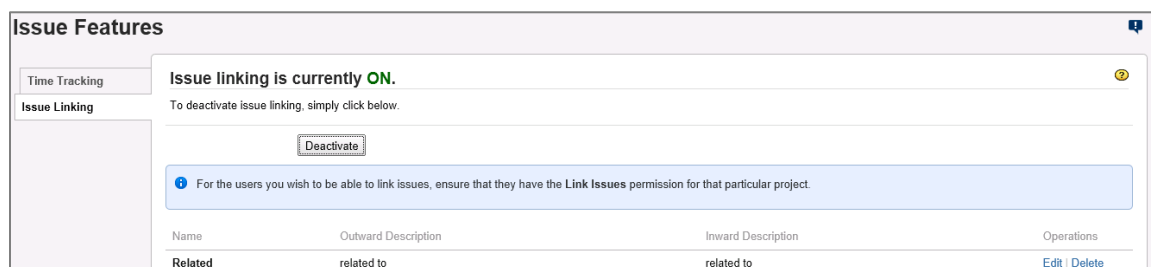 Issue Features
Time Tracking
Issue Linking
Issue linking is currently ON.
To deactivate issue linking, simply click below.
Deactivate
For the users you wish to be able to link issues, ensure that they have the Link Issues permission for that particular project.
Name Outward Description Inward Description Operations
Related related to related to Edit | Delete